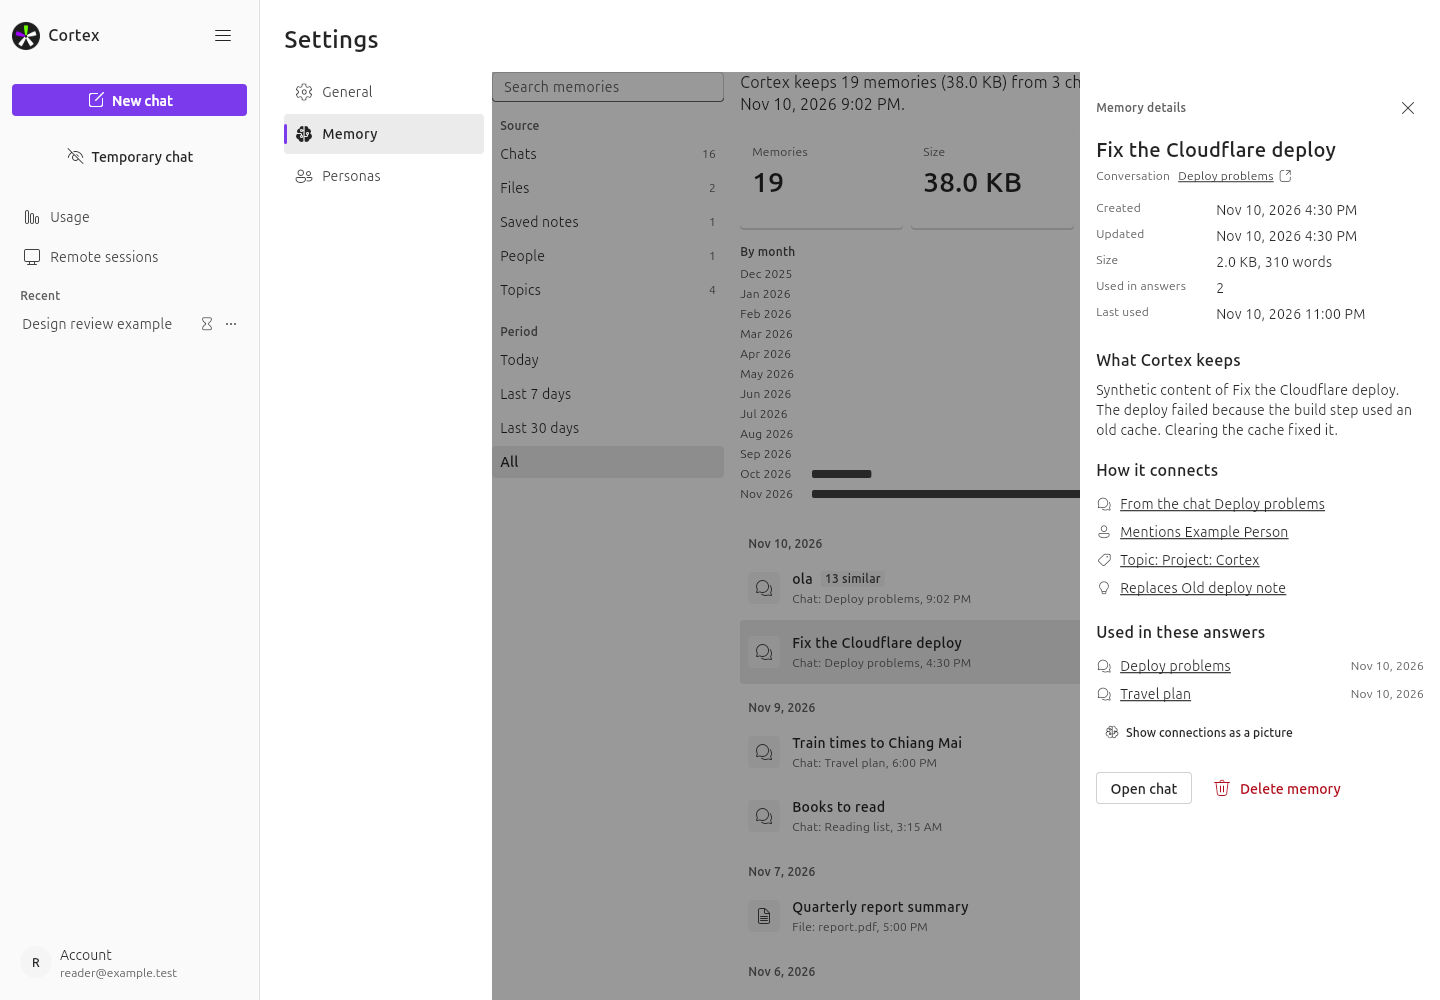 Cortex
New chat
Temporary chat
Usage
Remote sessions
Recent
Design review example
R
Account
reader@example.test
Settings
General
Memory
Personas
Search memories
Source
Chats 16
Files 2
Saved notes 1
People 1
Topics 4
Period
Today
Last 7 days
Last 30 days
All
Cortex keeps 19 memories (38.0 KB) from 3 ch
Nov 10, 2026 9:02 PM.
Memories
19
Size
38.0 KB
By month
Dec 2025
Jan 2026
Feb 2026
Mar 2026
Apr 2026
May 2026
Jun 2026
Jul 2026
Aug 2026
Sep 2026
Oct 2026
Nov 2026
Nov 10, 2026
ola 13 similar
Chat: Deploy problems, 9:02 PM
Fix the Cloudflare deploy
Chat: Deploy problems, 4:30 PM
Nov 9, 2026
Train times to Chiang Mai
Chat: Travel plan, 6:00 PM
Books to read
Chat: Reading list, 3:15 AM
Nov 7, 2026
Quarterly report summary
File: report.pdf, 5:00 PM
Nov 6, 2026
Memory details
Fix the Cloudflare deploy
Conversation Deploy problems
Created Nov 10, 2026 4:30 PM
Updated Nov 10, 2026 4:30 PM
Size 2.0 KB, 310 words
Used in answers 2
Last used Nov 10, 2026 11:00 PM
What Cortex keeps
Synthetic content of Fix the Cloudflare deploy.
The deploy failed because the build step used an
old cache. Clearing the cache fixed it.
How it connects
From the chat Deploy problems
Mentions Example Person
Topic: Project: Cortex
Replaces Old deploy note
Used in these answers
Deploy problems Nov 10, 2026
Travel plan Nov 10, 2026
Show connections as a picture
Open chat
Delete memory